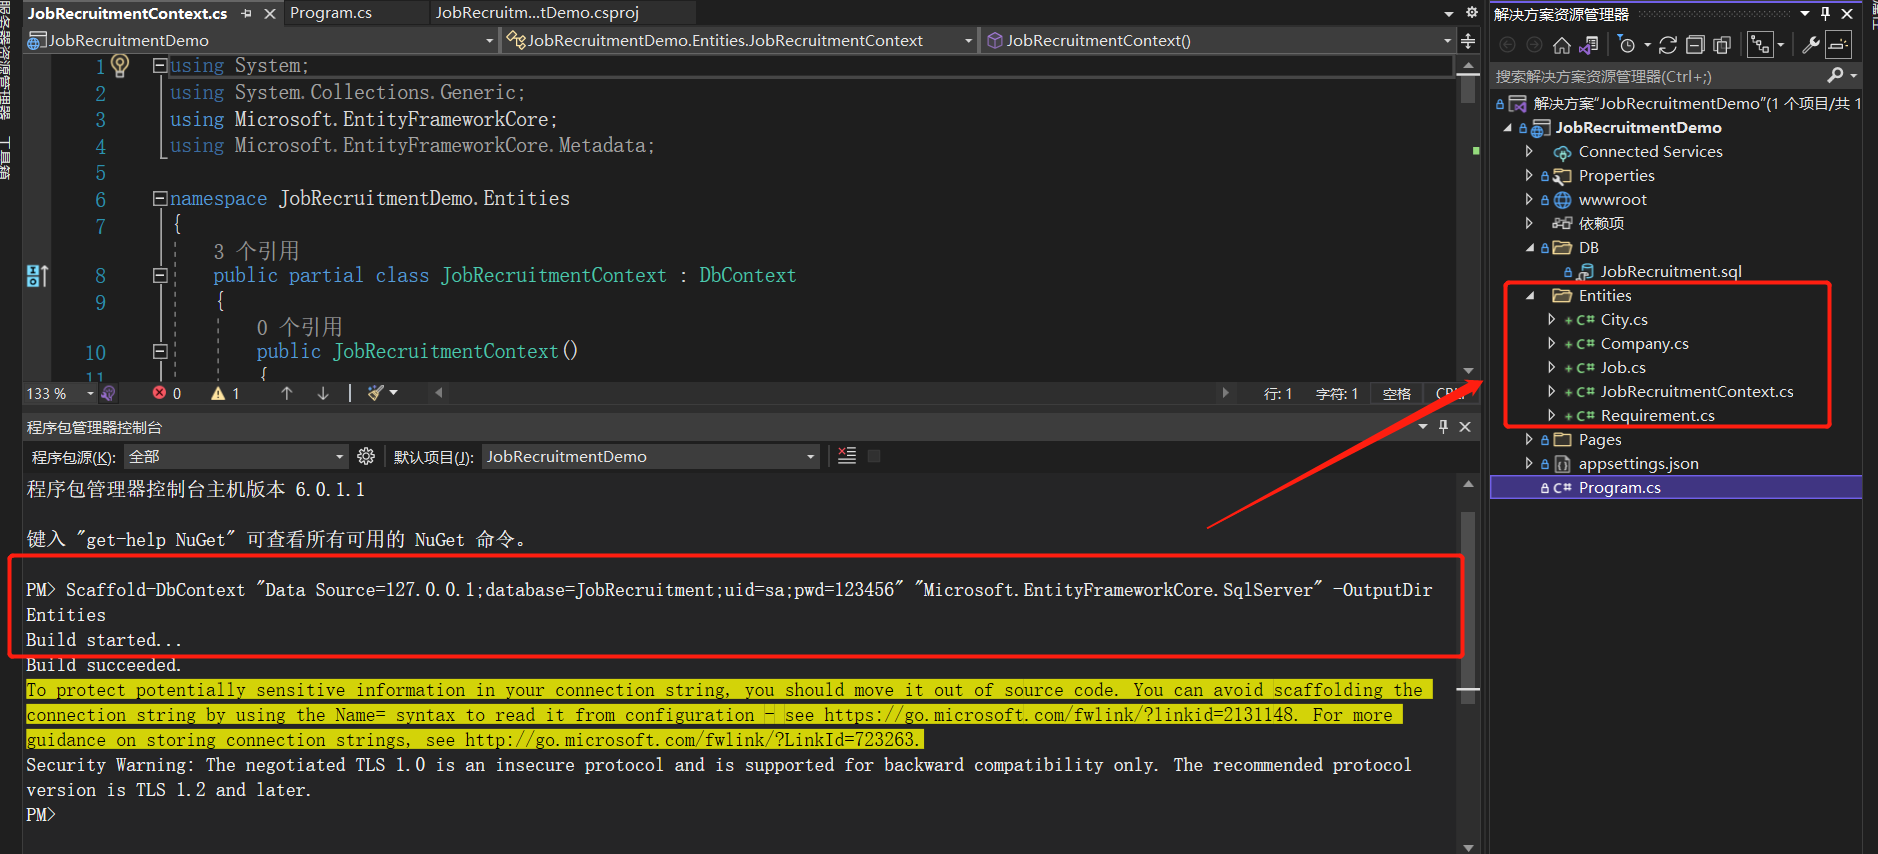 JobRecruitmentContext.cs
Program.cs
JobRecruitm...tDemo.csproj
JobRecruitmentDemo
JobRecruitmentDemo.Entities.JobRecruitmentContext
JobRecruitmentContext()
1 using System;
2 using System.Collections.Generic;
3 using Microsoft.EntityFrameworkCore;
4 using Microsoft.EntityFrameworkCore.Metadata;
5
6 namespace JobRecruitmentDemo.Entities
7 {
3 个引用
8 public partial class JobRecruitmentContext : DbContext
9 {
0 个引用
10 public JobRecruitmentContext()
11 {
133 %
0
1
行: 1
字符: 1
空格
程序包管理器控制台
程序包源(K): 全部
默认项目(J): JobRecruitmentDemo
程序包管理器控制台主机版本 6.0.1.1
键入 "get-help NuGet" 可查看所有可用的 NuGet 命令。
PM> Scaffold-DbContext "Data Source=127.0.0.1;database=JobRecruitment;uid=sa;pwd=123456" "Microsoft.EntityFrameworkCore.SqlServer" -OutputDir
Entities
Build started...
Build succeeded.
To protect potentially sensitive information in your connection string, you should move it out of source code. You can avoid scaffolding the
connection string by using the Name= syntax to read it from configuration - see https://go.microsoft.com/fwlink/?linkid=2131148. For more
guidance on storing connection strings, see http://go.microsoft.com/fwlink/?LinkId=723263.
Security Warning: The negotiated TLS 1.0 is an insecure protocol and is supported for backward compatibility only. The recommended protocol
version is TLS 1.2 and later.
PM>
解决方案资源管理器
搜索解决方案资源管理器(Ctrl+;)
解决方案"JobRecruitmentDemo"(1 个项目/共 1
JobRecruitmentDemo
Connected Services
Properties
wwwroot
依赖项
DB
JobRecruitment.sql
Entities
C# City.cs
C# Company.cs
C# Job.cs
C# JobRecruitmentContext.cs
C# Requirement.cs
Pages
appsettings.json
C# Program.cs
工具箱